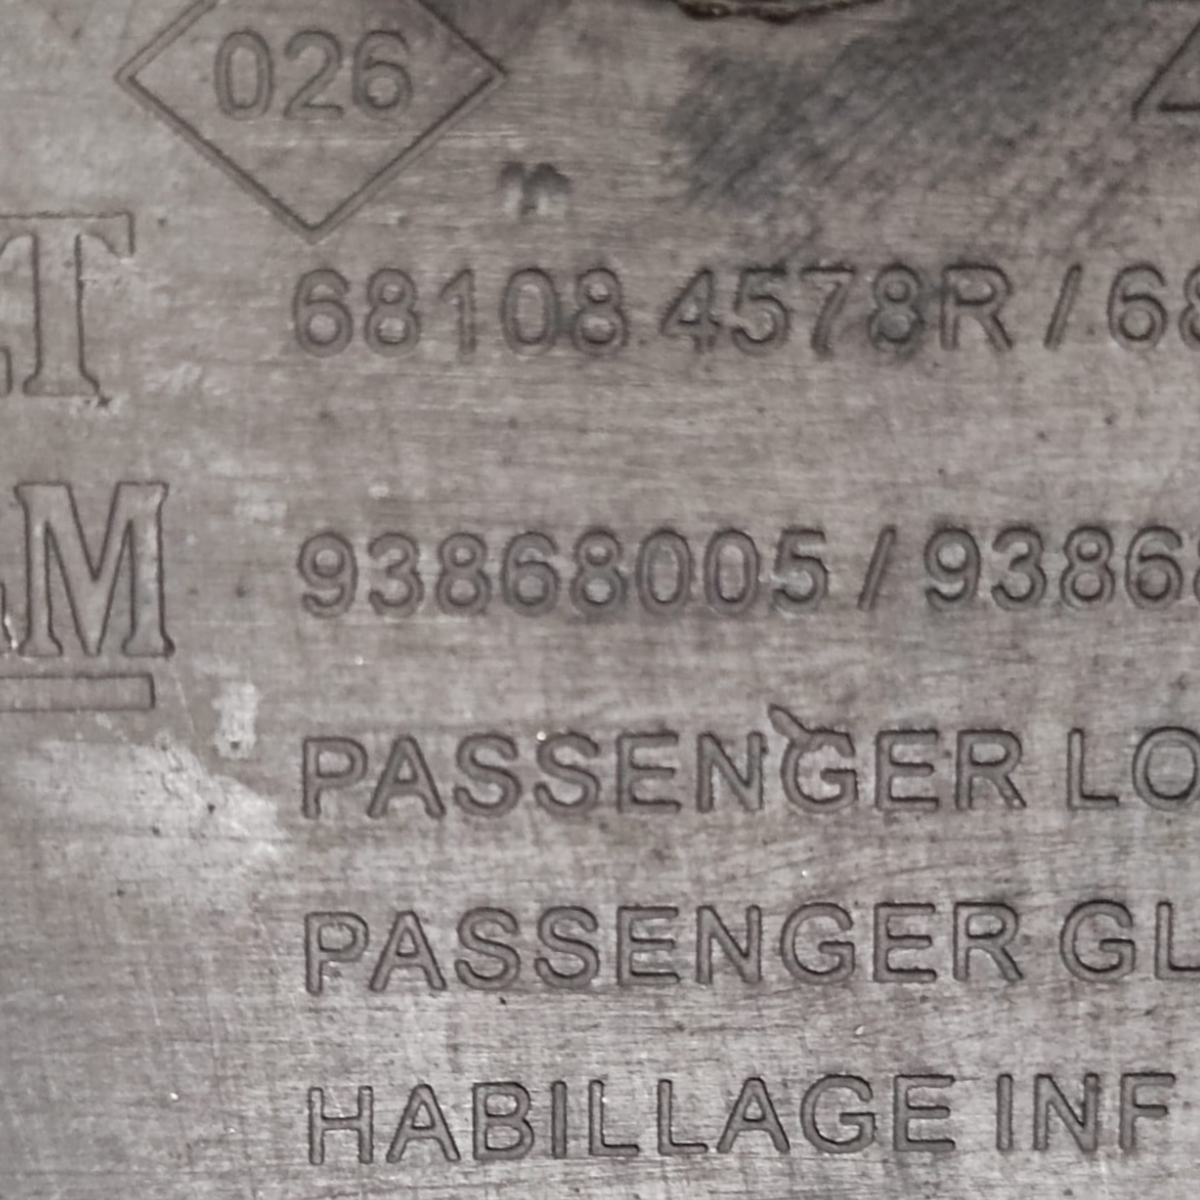 026
T 68108 4578R / 68
M 93868005 / 9386
PASSENGER LO
PASSENGER GL
HABILLAGE INF